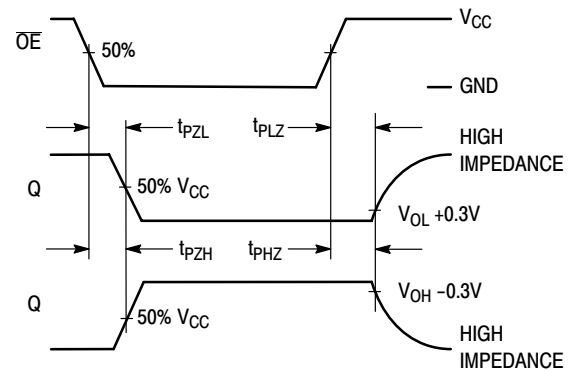 V_CC
O̅E̅
50%
GND
t_PZL
t_PLZ
HIGH
IMPEDANCE
Q
50% V_CC
V_OL +0.3V
t_PZH
t_PHZ
V_OH −0.3V
Q
50% V_CC
HIGH
IMPEDANCE